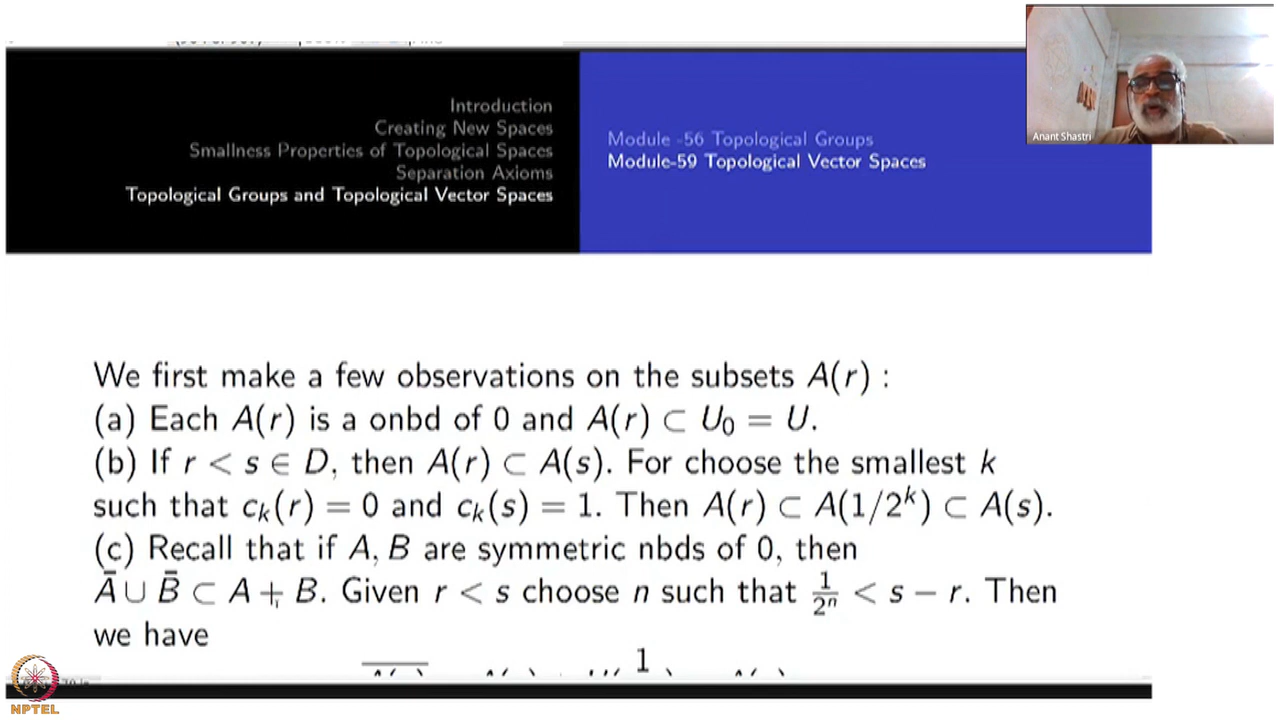 Introduction
Creating New Spaces
Smallness Properties of Topological Spaces
Separation Axioms
Topological Groups and Topological Vector Spaces
Module -56 Topological Groups
Module-59 Topological Vector Spaces
Anant Shastri
We first make a few observations on the subsets A(r) :
(a) Each A(r) is a onbd of 0 and A(r) ⊂ U₀ = U.
(b) If r < s ∈ D, then A(r) ⊂ A(s). For choose the smallest k
such that cₖ(r) = 0 and cₖ(s) = 1. Then A(r) ⊂ A(1/2ᵏ) ⊂ A(s).
(c) Recall that if A, B are symmetric nbds of 0, then
Ā ∪ B̄ ⊂ A + B. Given r < s choose n such that 1/2ⁿ < s − r. Then
we have
1
NPTEL